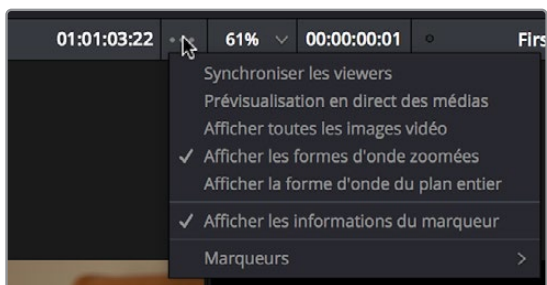 01:01:03:22 ••• 61% 00:00:00:01 Firs
Synchroniser les viewers
Prévisualisation en direct des médias
Afficher toutes les images vidéo
✓ Afficher les formes d'onde zoomées
Afficher la forme d'onde du plan entier
✓ Afficher les informations du marqueur
Marqueurs >